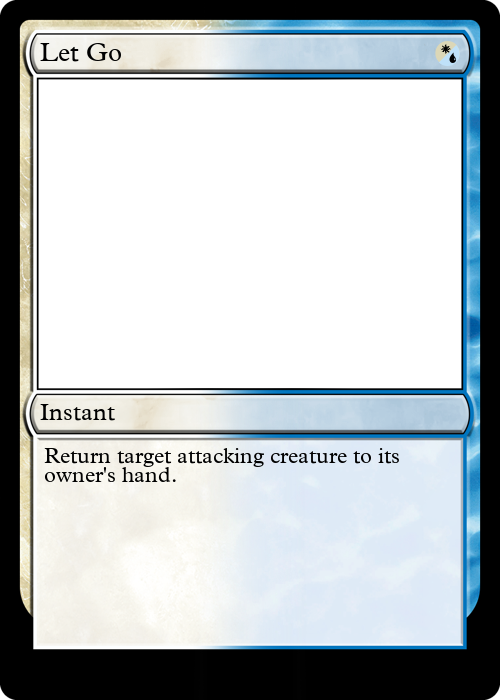 Let Go
Instant
Return target attacking creature to its
owner's hand.